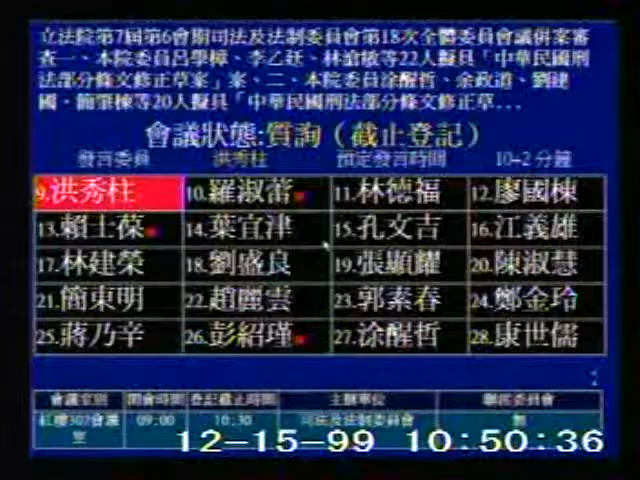 立法院第7屆第6會期司法及法制委員會第18次全體委員會議併案審
查一、本院委員呂學樟、李乙廷、林滄敏等22人擬具「中華民國刑
法部分條文修正草案」案、二、本院委員涂醒哲、余政道、劉建
國、簡肇棟等20人擬具「中華民國刑法部分條文修正草...
會議狀態:質詢（截止登記）
發言委員 洪秀柱 預定發言時間 10+2 分鐘
9.洪秀柱 10.羅淑蕾 11.林德福 12.廖國棟
13.賴士葆 14.葉宜津 15.孔文吉 16.江義雄
17.林建榮 18.劉盛良 19.張顯耀 20.陳淑慧
21.簡東明 22.趙麗雲 23.郭素春 24.鄭金玲
25.蔣乃辛 26.彭紹瑾 27.涂醒哲 28.康世儒
會議室別 開會時間 登記截止時間 主辦單位 聯席委員會
紅樓302會議 09:00 10:30 司法及法制委員會 無
室
12-15-99 10:50:36